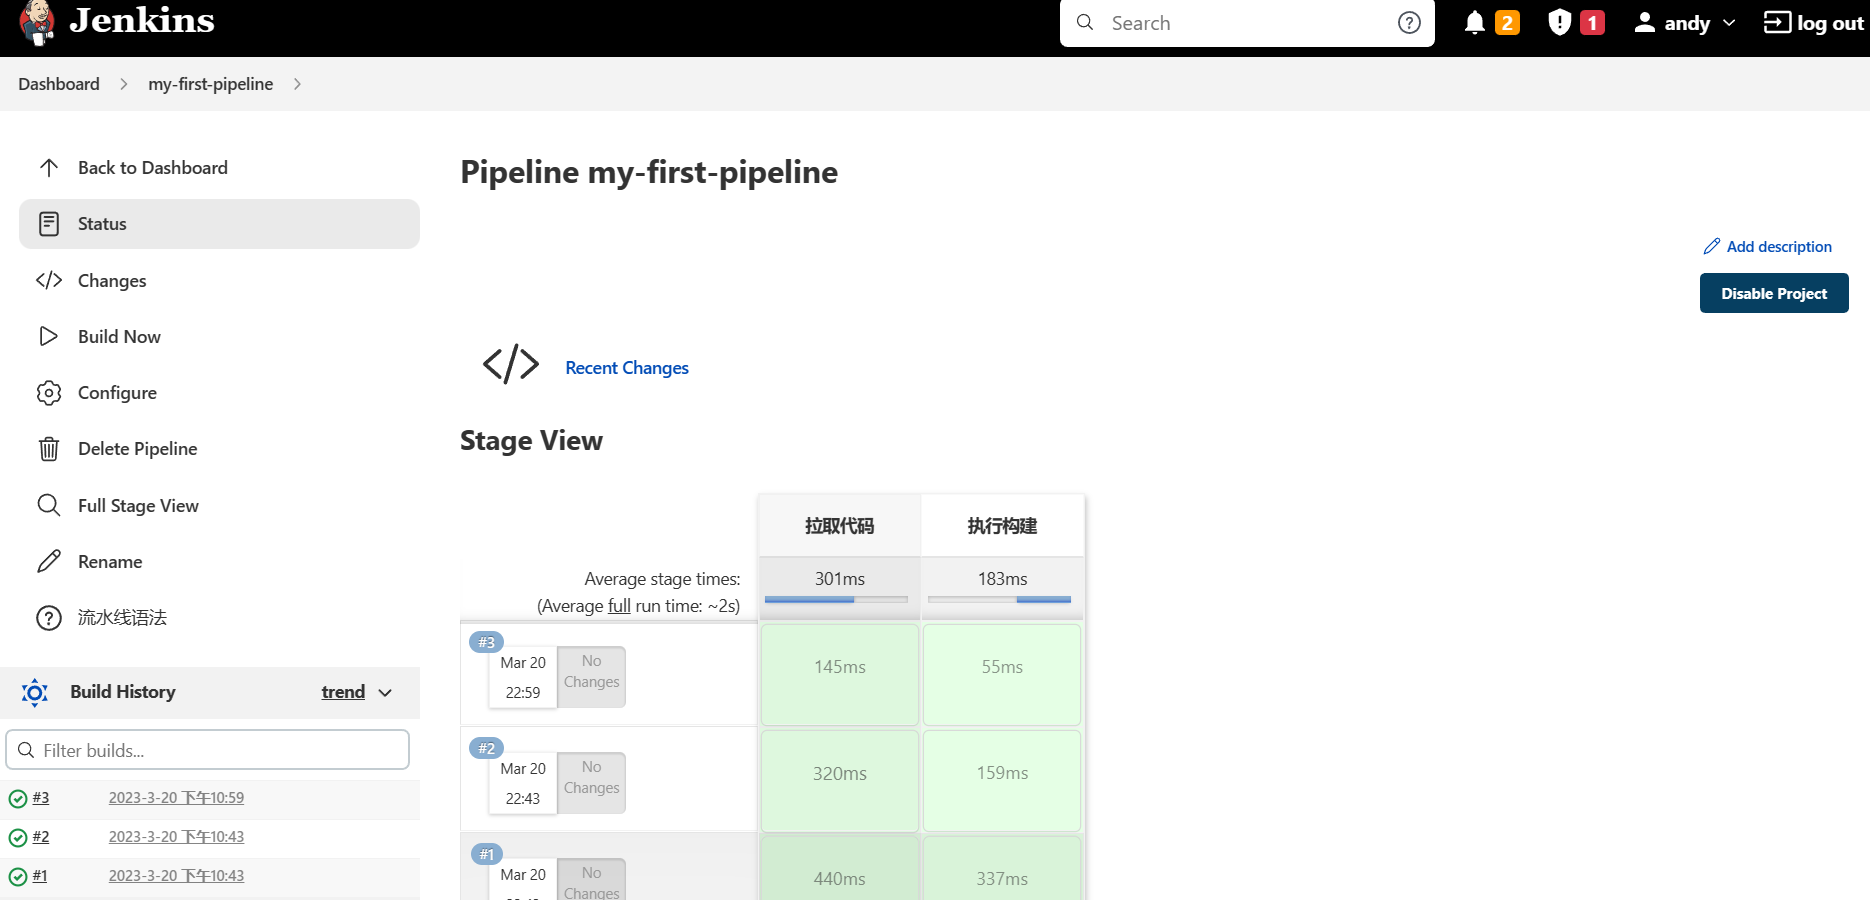 Jenkins
Search
2
1
andy
log out
Dashboard
my-first-pipeline
Back to Dashboard
Status
Changes
Build Now
Configure
Delete Pipeline
Full Stage View
Rename
流水线语法
Build History
trend
Filter builds...
#3 2023-3-20 下午10:59
#2 2023-3-20 下午10:43
#1 2023-3-20 下午10:43
Pipeline my-first-pipeline
Add description
Disable Project
Recent Changes
Stage View
拉取代码 执行构建
Average stage times: 301ms 183ms
(Average full run time: ~2s)
#3
Mar 20
22:59
No
Changes
145ms 55ms
#2
Mar 20
22:43
No
Changes
320ms 159ms
#1
Mar 20
No
Changes
440ms 337ms